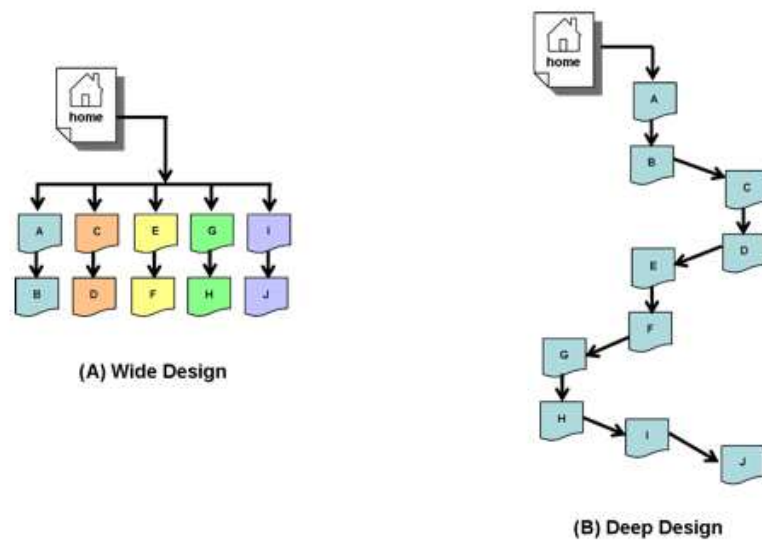 home
A C E G I
B D F H J
(A) Wide Design
home
A
B
C
D
E
F
G
H
I
J
(B) Deep Design